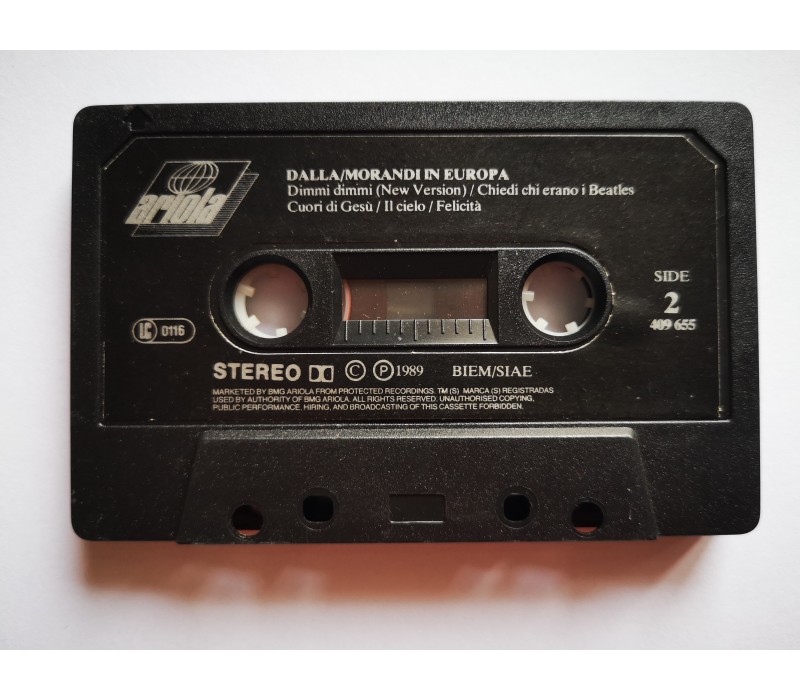 ariola
DALLA/MORANDI IN EUROPA
Dimmi dimmi (New Version) / Chiedi chi erano i Beatles
Cuori di Gesù / Il cielo / Felicità
SIDE
2
409 655
LC 0116
STEREO ⓒ ⓟ 1989 BIEM/SIAE
MARKETED BY BMG ARIOLA FROM PROTECTED RECORDINGS. TM (S) MARCA (S) REGISTRADAS
USED BY AUTHORITY OF BMG ARIOLA. ALL RIGHTS RESERVED. UNAUTHORISED COPYING,
PUBLIC PERFORMANCE, HIRING, AND BROADCASTING OF THIS CASSETTE FORBIDDEN.